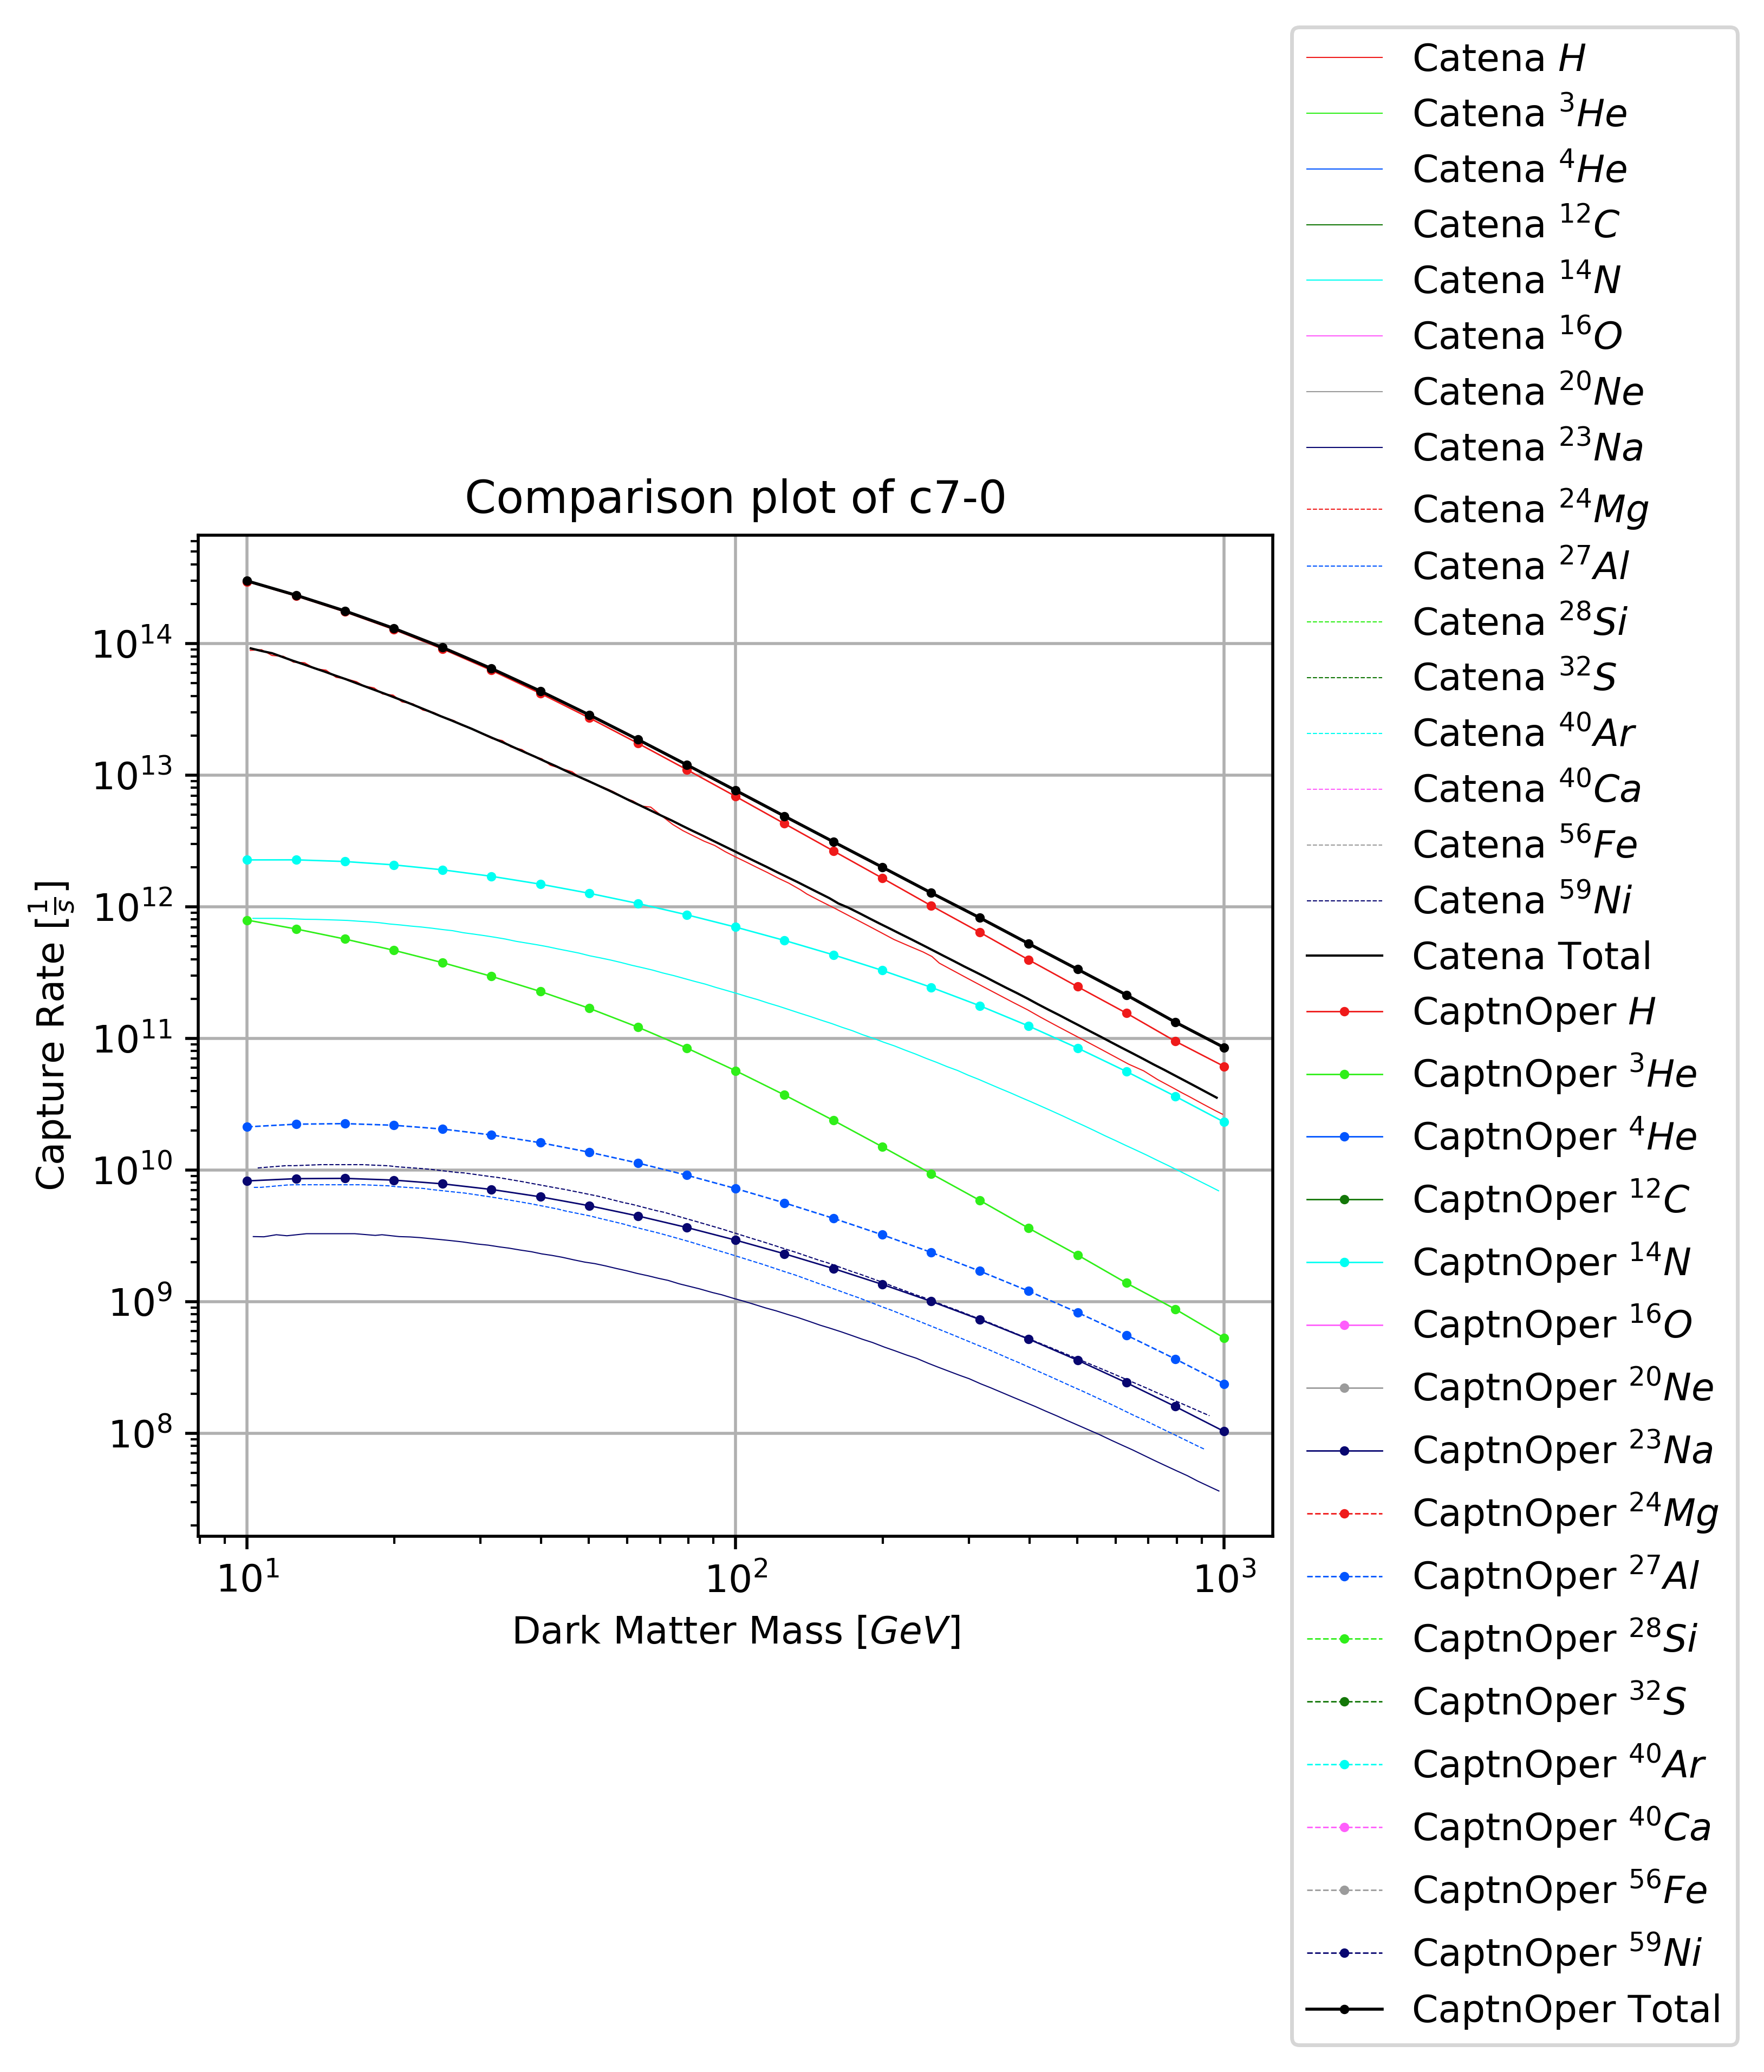 Comparison plot of c7-0
Capture Rate [1/s]
10^14
10^13
10^12
10^11
10^10
10^9
10^8
10^1
10^2
10^3
Dark Matter Mass [GeV]
Catena H
Catena ^3He
Catena ^4He
Catena ^12C
Catena ^14N
Catena ^16O
Catena ^20Ne
Catena ^23Na
Catena ^24Mg
Catena ^27Al
Catena ^28Si
Catena ^32S
Catena ^40Ar
Catena ^40Ca
Catena ^56Fe
Catena ^59Ni
Catena Total
CaptnOper H
CaptnOper ^3He
CaptnOper ^4He
CaptnOper ^12C
CaptnOper ^14N
CaptnOper ^16O
CaptnOper ^20Ne
CaptnOper ^23Na
CaptnOper ^24Mg
CaptnOper ^27Al
CaptnOper ^28Si
CaptnOper ^32S
CaptnOper ^40Ar
CaptnOper ^40Ca
CaptnOper ^56Fe
CaptnOper ^59Ni
CaptnOper Total